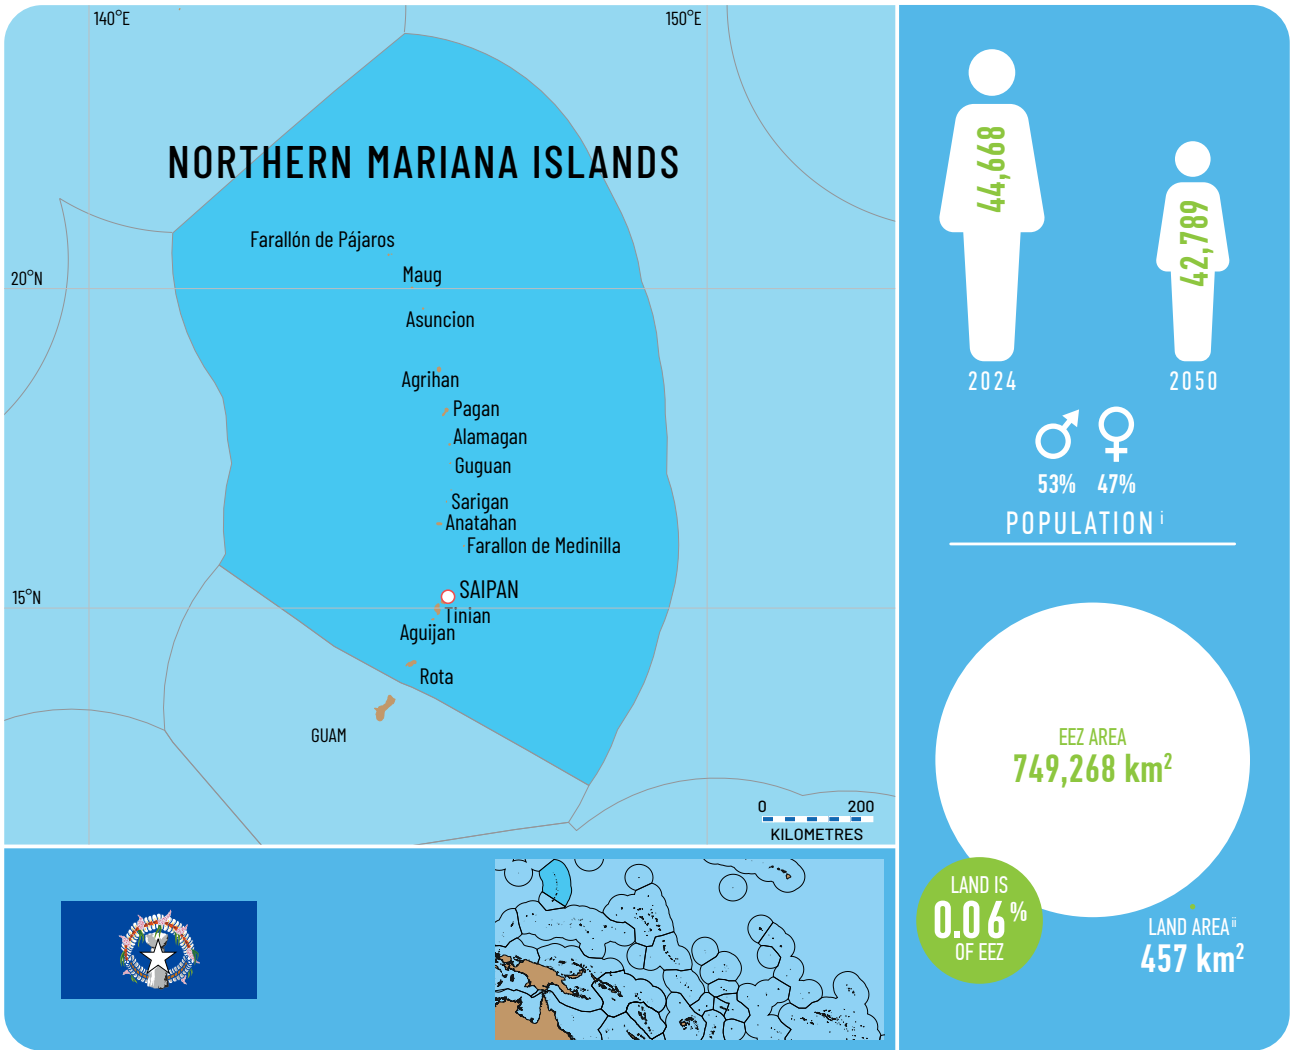 140°E
150°E
NORTHERN MARIANA ISLANDS
Farallón de Pájaros
20°N
Maug
Asuncion
Agrihan
Pagan
Alamagan
Guguan
Sarigan
Anatahan
Farallon de Medinilla
SAIPAN
15°N
Tinian
Aguijan
Rota
GUAM
0 200
KILOMETRES
44,668
42,789
2024 2050
53% 47%
POPULATION i
EEZ AREA
749,268 km²
LAND IS
0.06%
OF EEZ
LAND AREA ii
457 km²